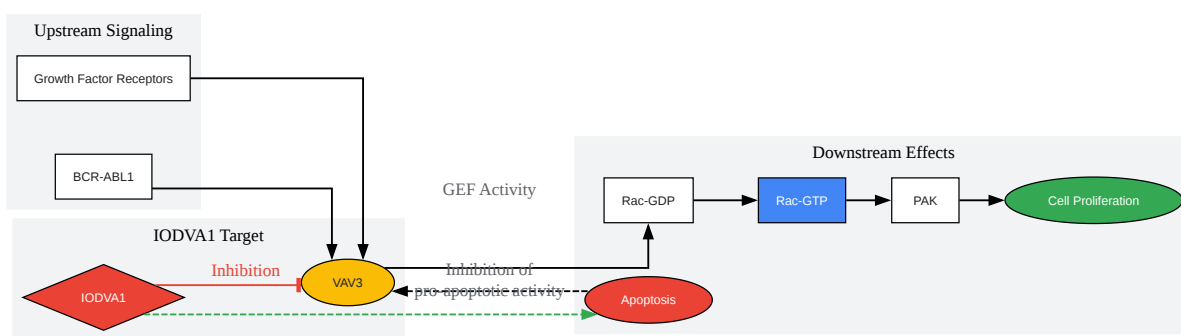 Upstream Signaling
Growth Factor Receptors
BCR-ABL1
GEF Activity
Downstream Effects
Rac-GDP
Rac-GTP
PAK
Cell Proliferation
IODVA1 Target
Inhibition
IODVA1
VAV3
Inhibition of
pro-apoptotic activity
Apoptosis